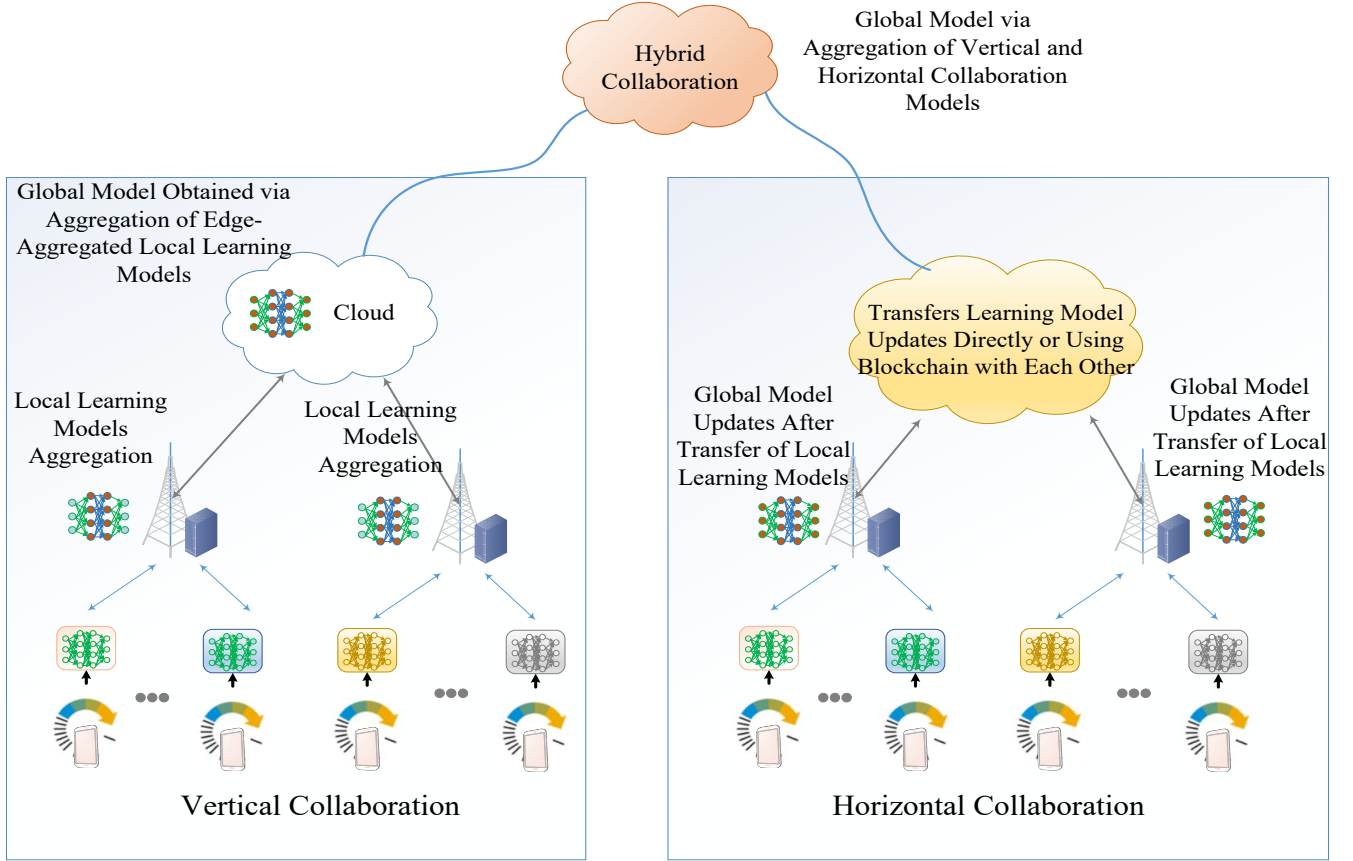 Hybrid
Collaboration
Global Model via
Aggregation of Vertical and
Horizontal Collaboration
Models
Global Model Obtained via
Aggregation of Edge-
Aggregated Local Learning
Models
Cloud
Local Learning
Models
Aggregation
Local Learning
Models
Aggregation
Vertical Collaboration
Transfers Learning Model
Updates Directly or Using
Blockchain with Each Other
Global Model
Updates After
Transfer of Local
Learning Models
Global Model
Updates After
Transfer of Local
Learning Models
Horizontal Collaboration